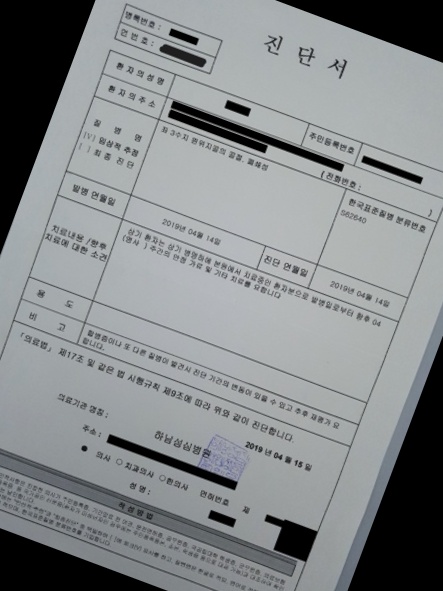 진 단 서
병록번호 :
연 번 호 :
환 자 의 성 명
주민등록번호
환 자 의 주 소
( 전화번호 : )
질 병 명
[V] 임상적 추정
[ ] 최 종 진 단
좌 3수지 원위지골의 골절, 폐쇄성
한국표준질병 분류번호
S62640
발병 연월일
2019년 04월 14일
진단 연월일
2019년 04월 14일
치료내용 /향후
치료에 대한 소견
상기 환자는 상기 병명하에 본원에서 치료중인 환자분으로 발병일로부터 향후 04
주간의 안정 가료 및 기타 치료를 요합니다
용 도
비 고
합병증이나 또 다른 질병이 발견시 진단 기간의 변동이 있을 수 있고 추후 재평가 요
합니다.
「의료법」 제17조 및 같은 법 시행규칙 제9조에 따라 위와 같이 진단합니다.
2019 년 04 월 15 일
의료기관 명칭 :
하남성심병원
주소 :
● 의사 ○ 치과의사 ○한의사 면허번호 제
성 명 :
작 성 방 법